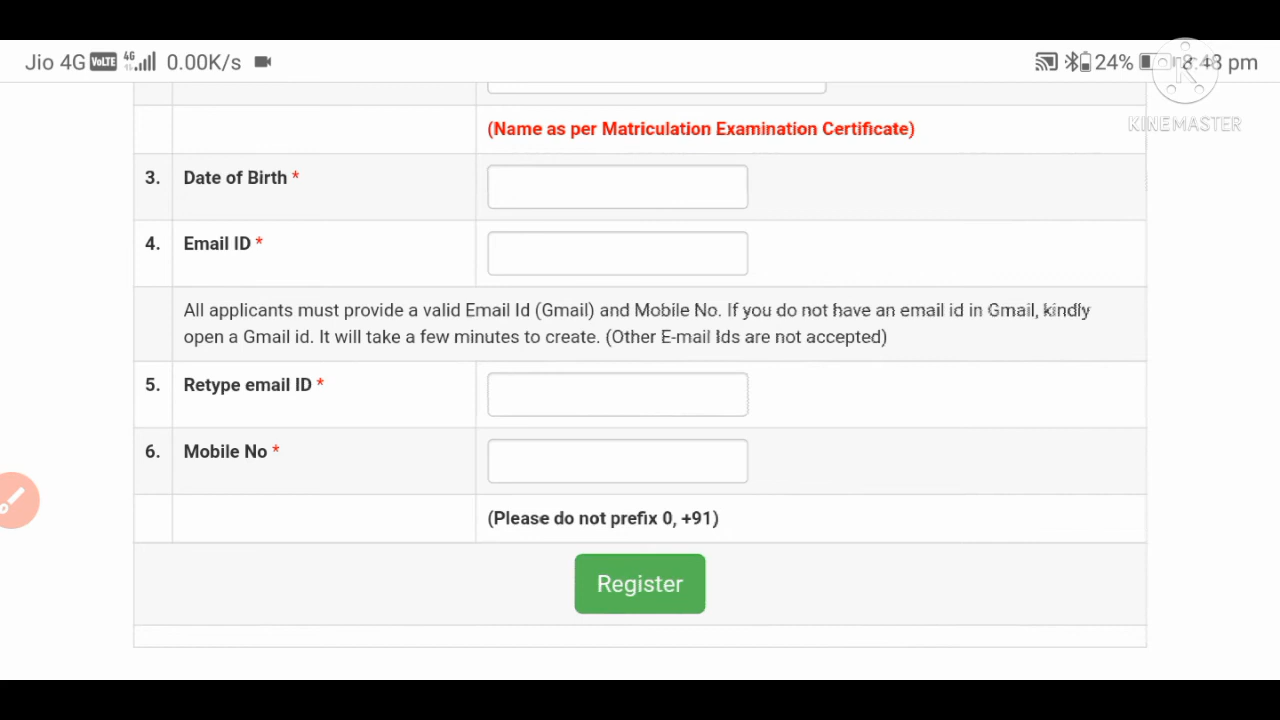 Jio 4G VoLTE 4G 0.00K/s 24% 8:43 pm
KINEMASTER
(Name as per Matriculation Examination Certificate)
3. Date of Birth *
4. Email ID *
All applicants must provide a valid Email Id (Gmail) and Mobile No. If you do not have an email id in Gmail, kindly
open a Gmail id. It will take a few minutes to create. (Other E-mail Ids are not accepted)
5. Retype email ID *
6. Mobile No *
(Please do not prefix 0, +91)
Register